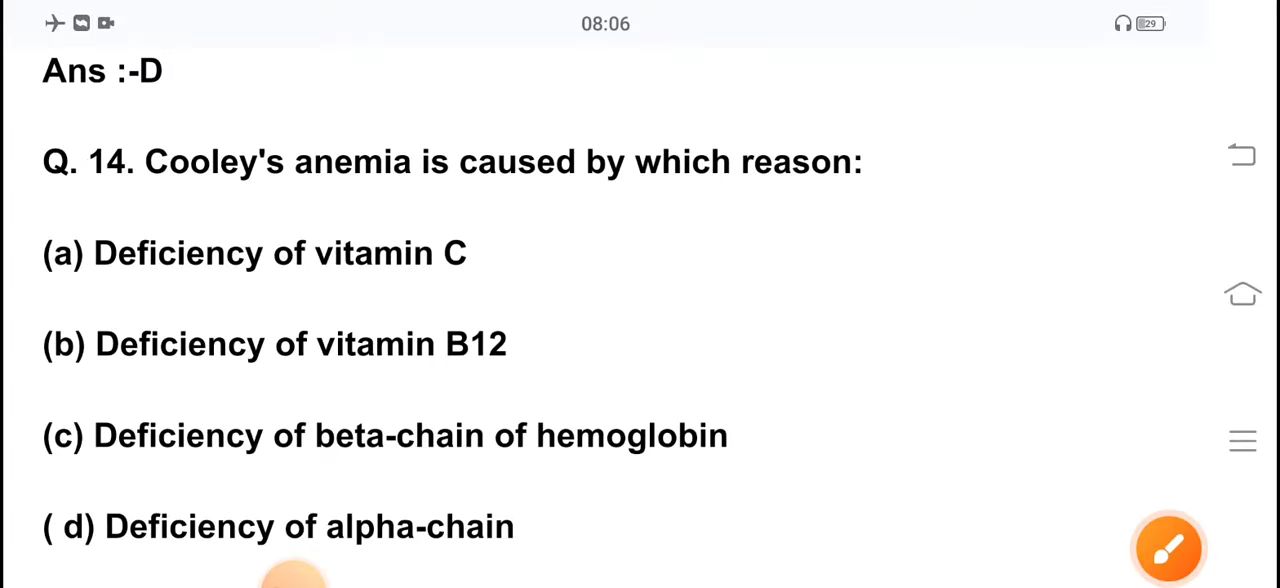 08:06
29
Ans :-D
Q. 14. Cooley's anemia is caused by which reason:
(a) Deficiency of vitamin C
(b) Deficiency of vitamin B12
(c) Deficiency of beta-chain of hemoglobin
( d) Deficiency of alpha-chain